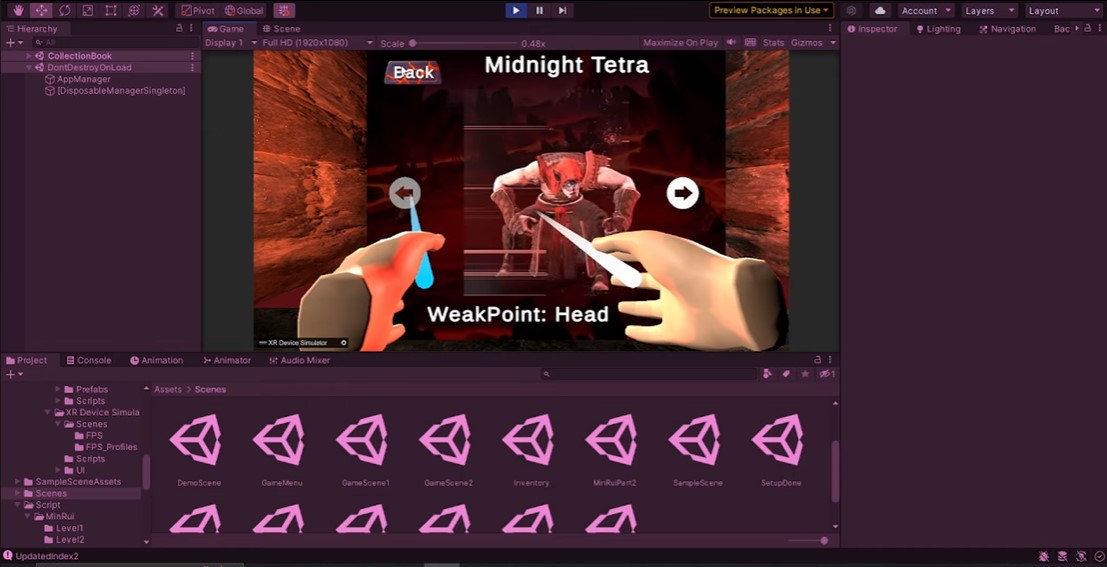 Pivot Global Preview Packages in Use Account Layers Layout
Hierarchy Game Scene Inspector Lighting Navigation Bac
All Display 1 Full HD (1920x1080) Scale 0.48x Maximize On Play Stats Gizmos
CollectionBook
DontDestroyOnLoad
AppManager
[DisposableManagerSingleton]
Back
Midnight Tetra
WeakPoint: Head
XR Device Simulator
Project Console Animation Animator Audio Mixer
1
Prefabs
Scripts
XR Device Simula
Scenes
FPS
FPS_Profiles
Scripts
UI
SampleSceneAssets
Scenes
Script
MinRui
Level1
Level2
Assets > Scenes
DemoScene GameMenu GameScene1 GameScene2 Inventory MinRuiPart2 SampleScene SetupDone
UpdatedIndex2